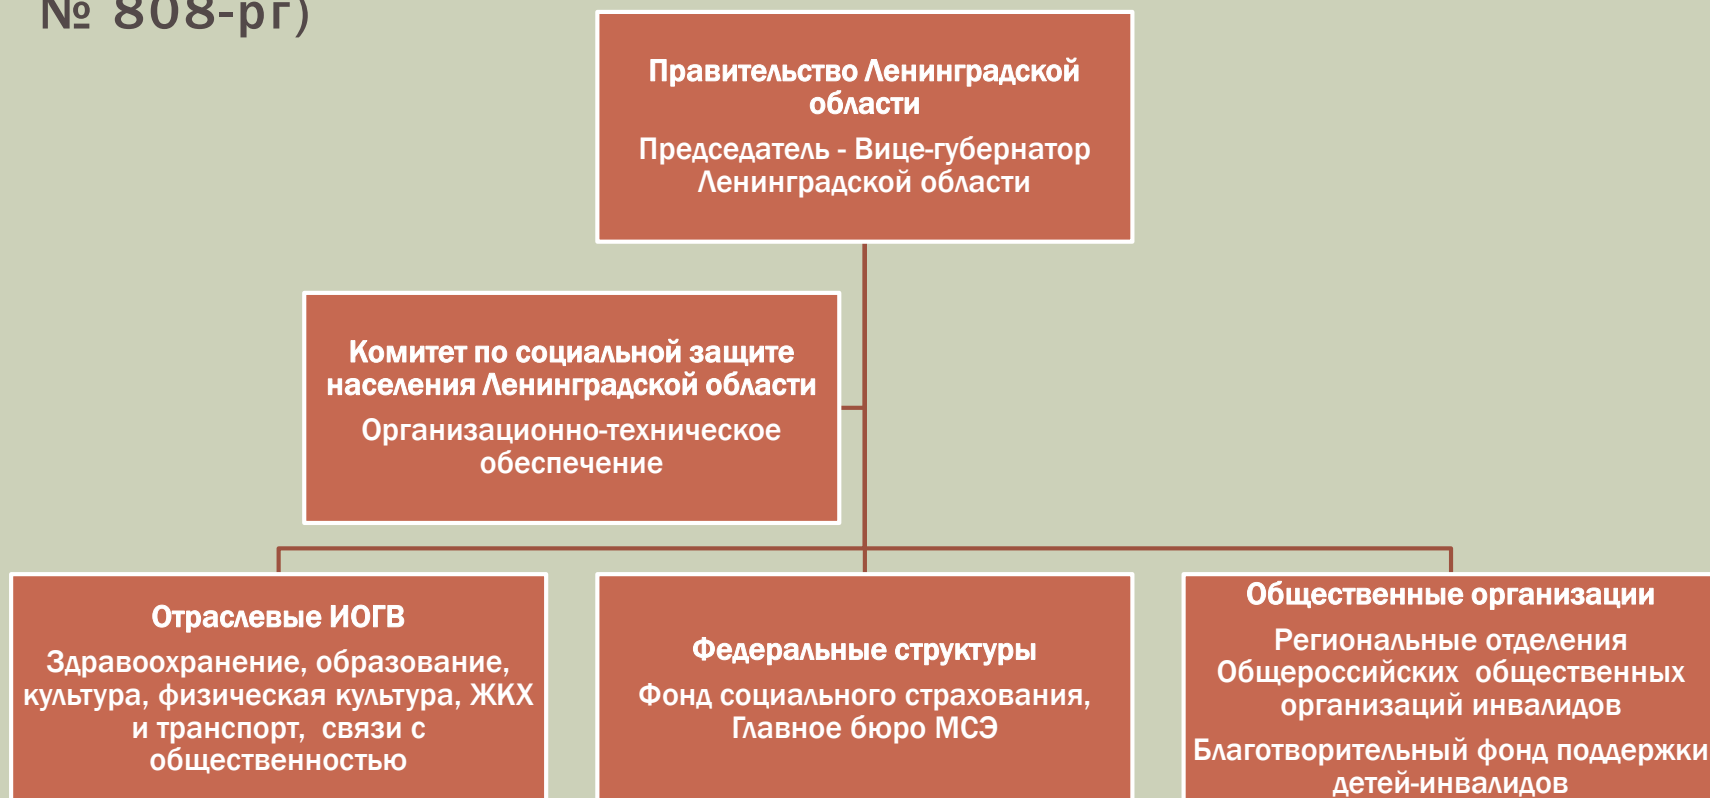 № 808-рг)
Правительство Ленинградской
области
Председатель - Вице-губернатор
Ленинградской области
Комитет по социальной защите
населения Ленинградской области
Организационно-техническое
обеспечение
Отраслевые ИОГВ
Здравоохранение, образование,
культура, физическая культура, ЖКХ
и транспорт, связи с
общественностью
Федеральные структуры
Фонд социального страхования,
Главное бюро МСЭ
Общественные организации
Региональные отделения
Общероссийских общественных
организаций инвалидов
Благотворительный фонд поддержки
детей-инвалидов